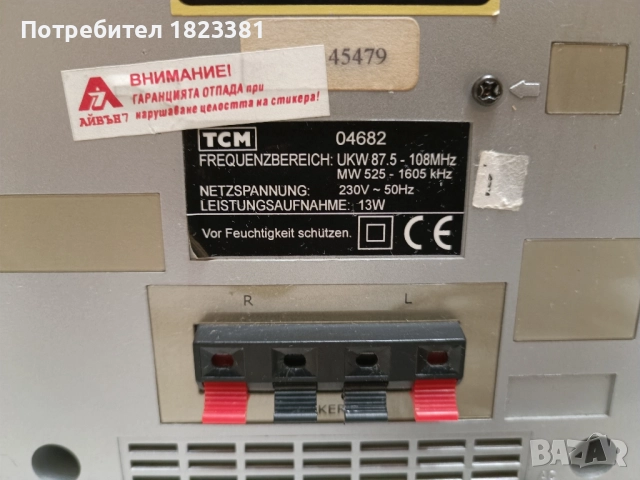 Потребител 1823381
45479
ВНИМАНИЕ!
ГАРАНЦИЯТА ОТПАДА при
нарушаване целостта на стикера!
АЙВЪН7
TCM 04682
FREQUENZBEREICH: UKW 87.5 - 108MHz
MW 525 - 1605 kHz
NETZSPANNUNG: 230V ~ 50Hz
LEISTUNGSAUFNAHME: 13W
Vor Feuchtigkeit schützen. CE
R L
BAZAR